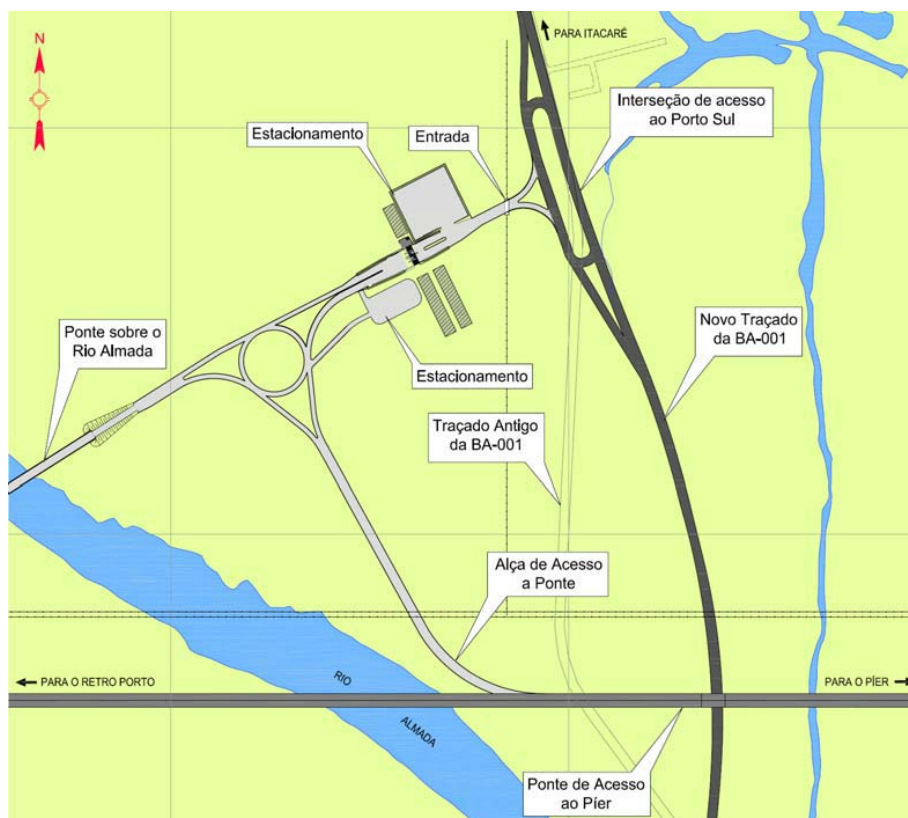 N
PARA ITACARÉ
Interseção de acesso
ao Porto Sul
Estacionamento
Entrada
Ponte sobre o
Rio Almada
Novo Traçado
da BA-001
Estacionamento
Traçado Antigo
da BA-001
Alça de Acesso
a Ponte
PARA O RETRO PORTO
RIO
ALMADA
PARA O PÍER
Ponte de Acesso
ao Píer